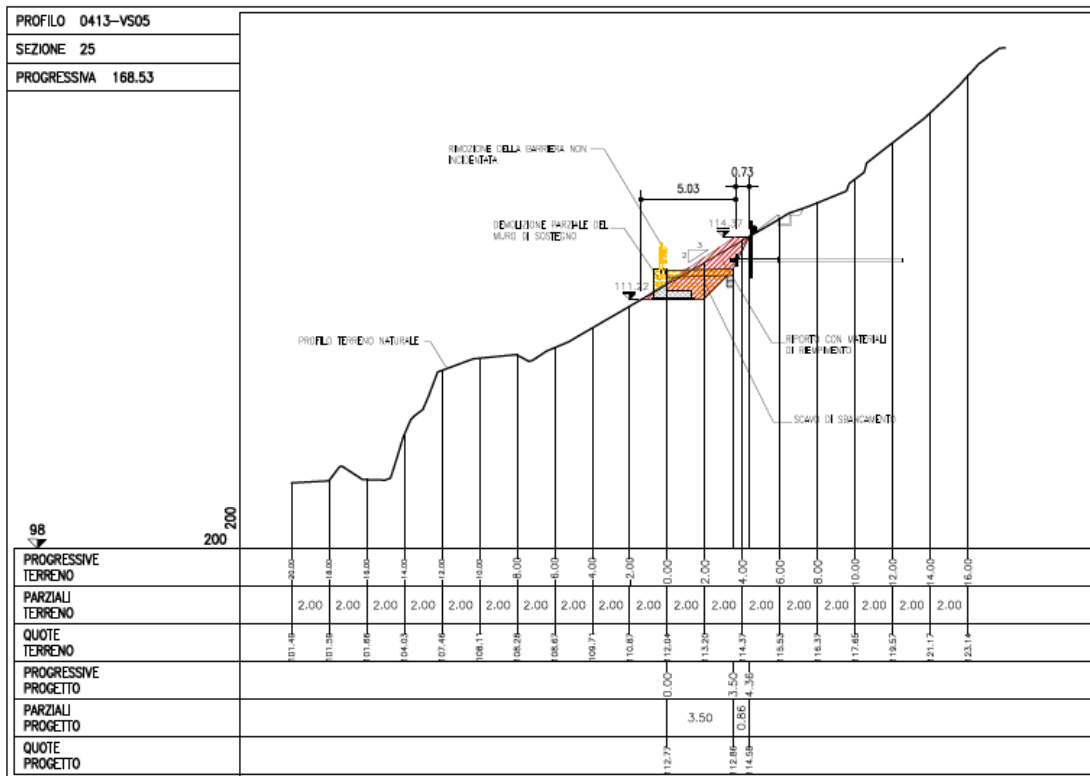 PROFILO 0413-VS05
SEZIONE 25
PROGRESSIVA 168.53
RIMOZIONE DELLA BARRIERA NON
INCIDENTATA
0.73
5.03
DEMOLIZIONE PARZIALE DEL
MURO DI SOSTEGNO
114.37
3
2
111.22
PROFILO TERRENO NATURALE
RIPORTO CON MATERIALI
DI RIEMPIMENTO
SCAVO DI SBANCAMENTO
98
200
200
PROGRESSIVE
TERRENO
20.00 18.00 16.00 14.00 12.00 10.00 8.00 6.00 4.00 2.00 0.00 2.00 4.00 6.00 8.00 10.00 12.00 14.00 16.00
PARZIALI
TERRENO
2.00 2.00 2.00 2.00 2.00 2.00 2.00 2.00 2.00 2.00 2.00 2.00 2.00 2.00 2.00 2.00 2.00 2.00
QUOTE
TERRENO
101.49 101.59 101.66 104.03 107.46 108.11 108.28 108.67 109.71 110.87 112.04 113.20 114.37 115.53 116.37 117.65 119.57 121.17 123.14
PROGRESSIVE
PROGETTO
0.00 3.50 4.36
PARZIALI
PROGETTO
3.50 0.86
QUOTE
PROGETTO
112.77 112.86 114.58